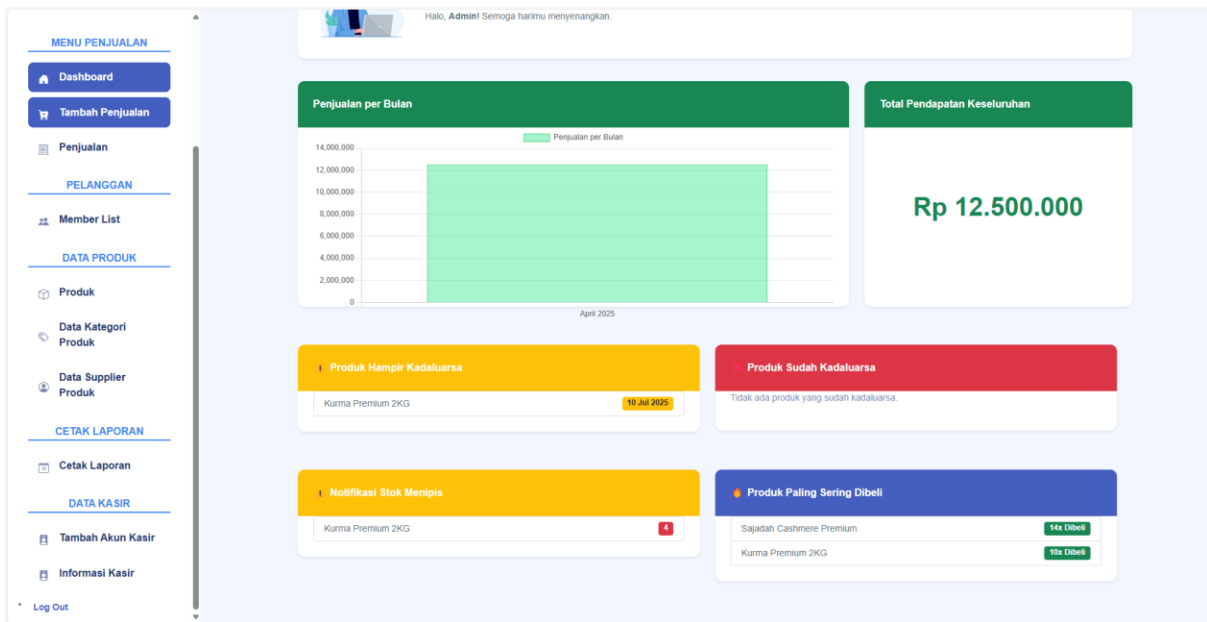 MENU PENJUALAN
Dashboard
Tambah Penjualan
Penjualan
PELANGGAN
Member List
DATA PRODUK
Produk
Data Kategori
Produk
Data Supplier
Produk
CETAK LAPORAN
Cetak Laporan
DATA KASIR
Tambah Akun Kasir
Informasi Kasir
Log Out
Halo, Admin! Semoga harimu menyenangkan.
Penjualan per Bulan
Penjualan per Bulan
14,000,000
12,000,000
10,000,000
8,000,000
6,000,000
4,000,000
2,000,000
0
April 2025
Total Pendapatan Keseluruhan
Rp 12.500.000
Produk Hampir Kadaluarsa
Kurma Premium 2KG 10 Jul 2025
Produk Sudah Kadaluarsa
Tidak ada produk yang sudah kadaluarsa.
Notifikasi Stok Menipis
Kurma Premium 2KG 4
Produk Paling Sering Dibeli
Sajadah Cashmere Premium 14x Dibeli
Kurma Premium 2KG 10x Dibeli